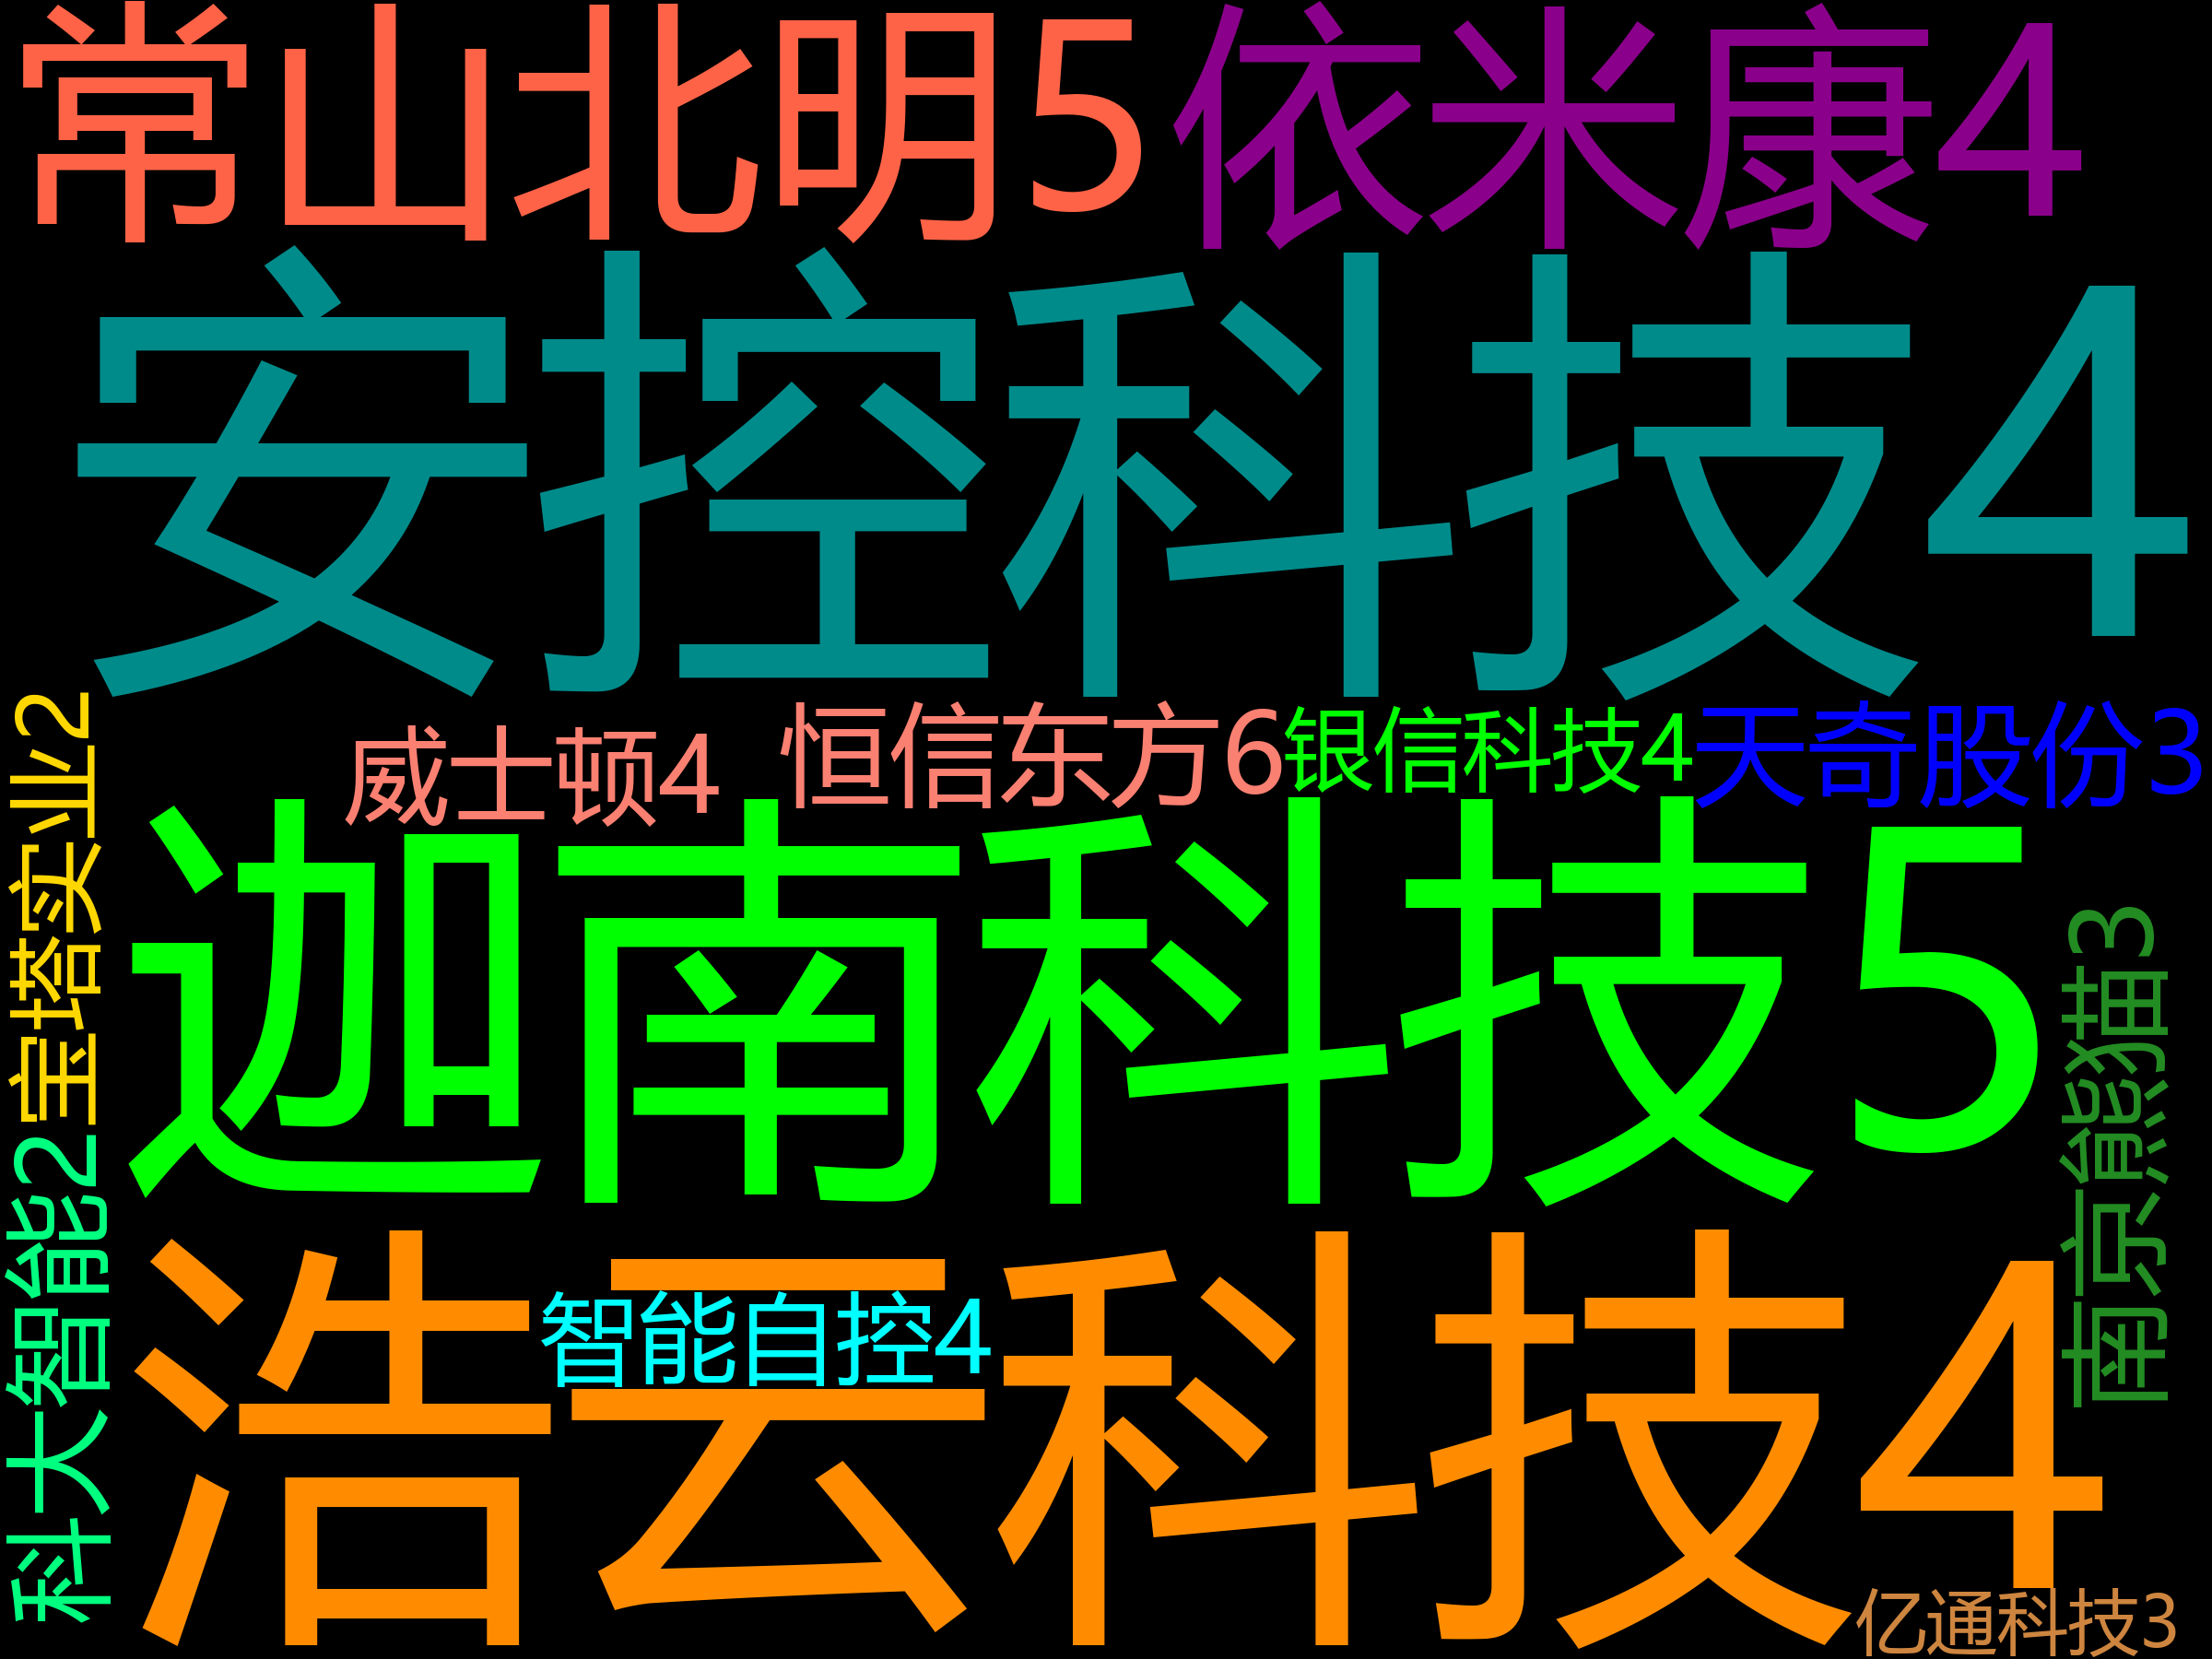 常山北明5
依米康4
安控科技4
威士顿4
恒信东方6
银信科技4
天奇股份3
宝塔实业2
迦南科技5
南京熊猫3
科大智能2
浩云科技4
智能自控4
亿通科技3